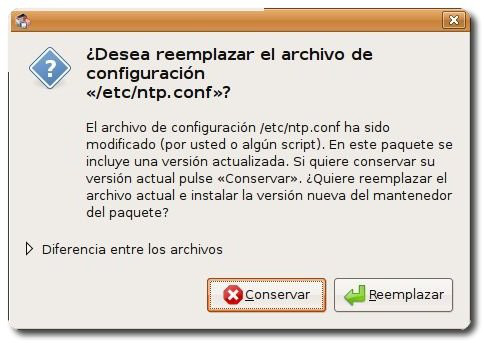 ¿Desea reemplazar el archivo de
configuración
«/etc/ntp.conf»?
El archivo de configuración /etc/ntp.conf ha sido
modificado (por usted o algún script). En este paquete se
incluye una versión actualizada. Si quiere conservar su
versión actual pulse «Conservar». ¿Quiere reemplazar el
archivo actual e instalar la versión nueva del mantenedor
del paquete?
Diferencia entre los archivos
Conservar
Reemplazar